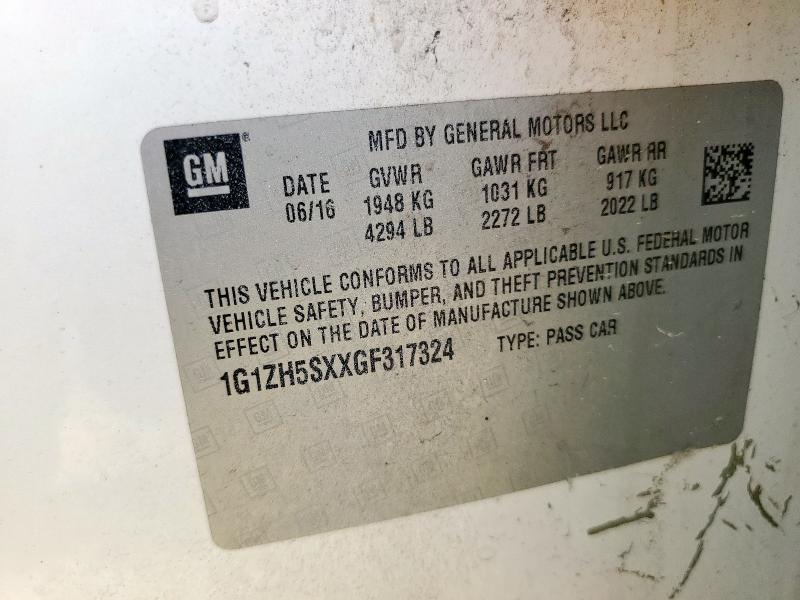 GM ®
MFD BY GENERAL MOTORS LLC
DATE GVWR GAWR FRT GAWR RR
06/16 1948 KG 1031 KG 917 KG
4294 LB 2272 LB 2022 LB
THIS VEHICLE CONFORMS TO ALL APPLICABLE U.S. FEDERAL MOTOR
VEHICLE SAFETY, BUMPER, AND THEFT PREVENTION STANDARDS IN
EFFECT ON THE DATE OF MANUFACTURE SHOWN ABOVE.
1G1ZH5SXXGF317324 TYPE: PASS CAR